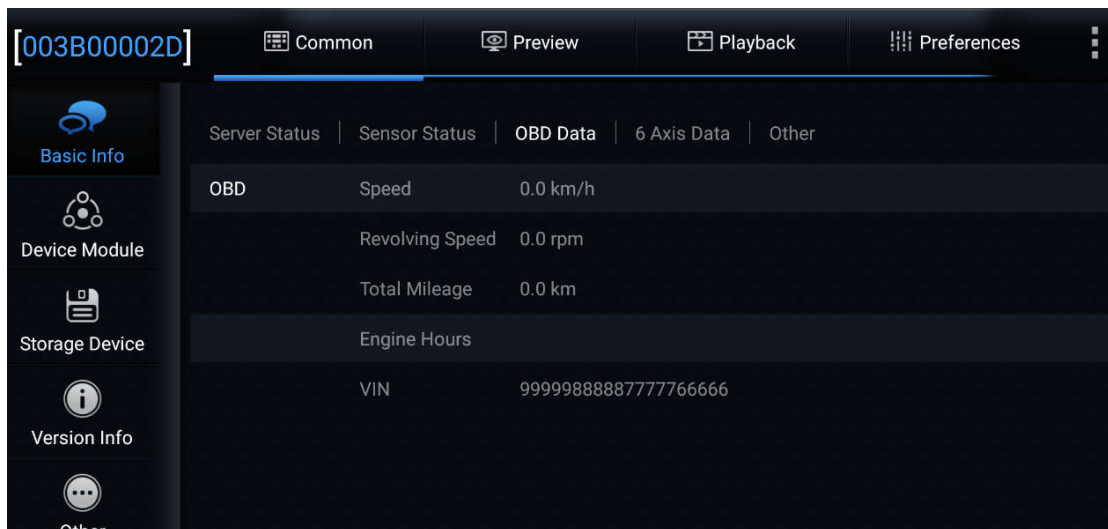 [003B00002D] Common Preview Playback Preferences
Basic Info
Device Module
Storage Device
Version Info
Other
Server Status | Sensor Status | OBD Data | 6 Axis Data | Other
OBD Speed 0.0 km/h
Revolving Speed 0.0 rpm
Total Mileage 0.0 km
Engine Hours
VIN 99999888887777766666